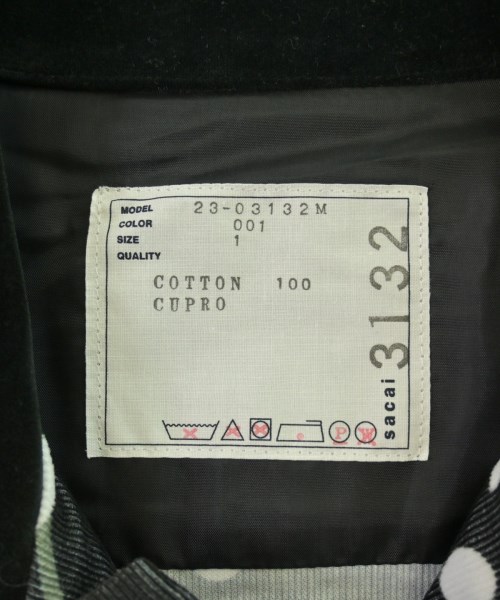 MODEL 23-03132M
COLOR 001
SIZE 1
QUALITY
COTTON 100
CUPRO
P W
sacai 3132